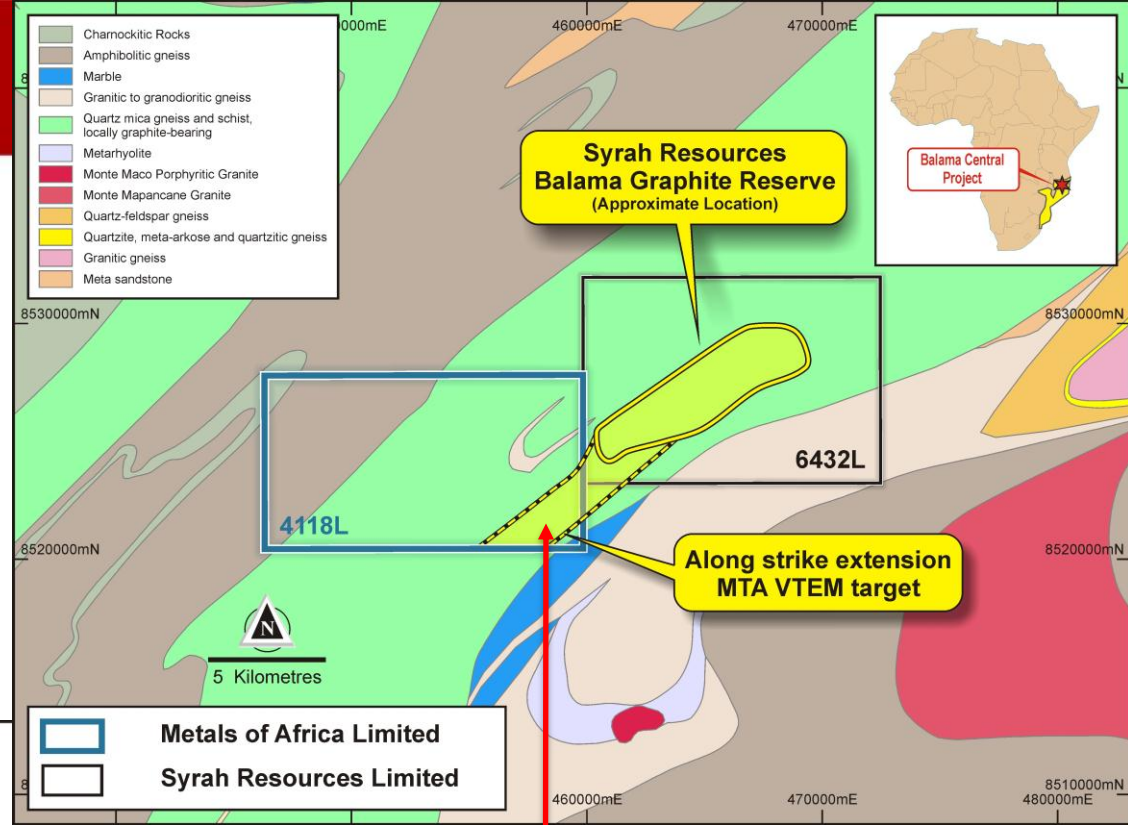 460000mE
470000mE
Charnockitic Rocks
Amphibolitic gneiss
Marble
Granitic to granodioritic gneiss
Quartz mica gneiss and schist,
locally graphite-bearing
Metarhyolite
Monte Maco Porphyritic Granite
Monte Mapancane Granite
Quartz-feldspar gneiss
Quartzite, meta-arkose and quartzitic gneiss
Granitic gneiss
Meta sandstone
Balama Central
Project
Syrah Resources
Balama Graphite Reserve
(Approximate Location)
8530000mN
8530000mN
6432L
4118L
8520000mN
8520000mN
Along strike extension
MTA VTEM target
N
5 Kilometres
Metals of Africa Limited
Syrah Resources Limited
8510000mN
460000mE
470000mE
480000mE